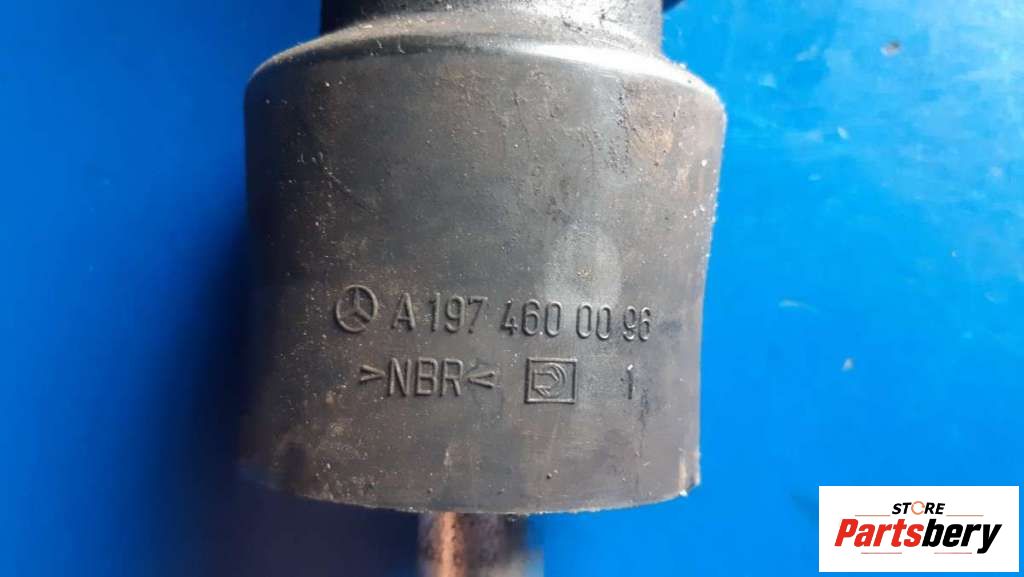 A 197 460 00 96
>NBR< 1
STORE
Partsbery